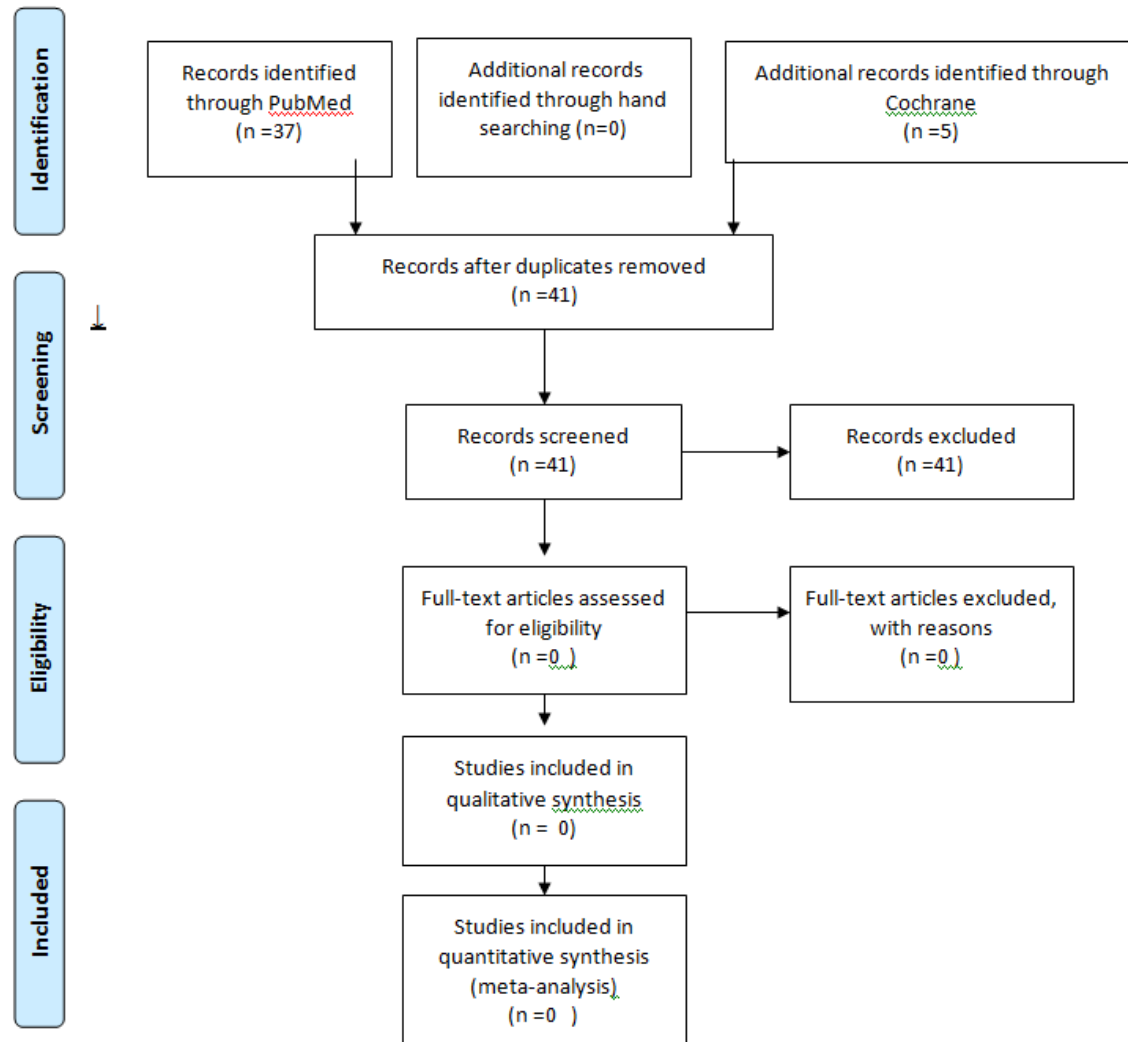 Identification
Records identified
through PubMed
(n =37)
Additional records
identified through hand
searching (n=0)
Additional records identified through
Cochrane
(n =5)
Records after duplicates removed
(n =41)
Screening
Records screened
(n =41)
Records excluded
(n =41)
Eligibility
Full-text articles assessed
for eligibility
(n =0 )
Full-text articles excluded,
with reasons
(n =0 )
Studies included in
qualitative synthesis
(n = 0)
Included
Studies included in
quantitative synthesis
(meta-analysis)
(n =0 )